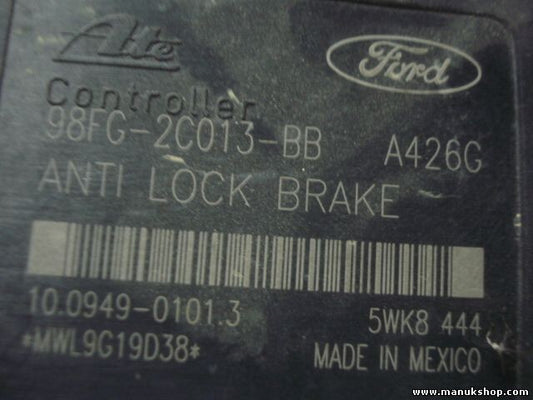 Ate
Ford
Controller
98FG-2C013-BB A426G
ANTI LOCK BRAKE
10.0949-0101.3 5WK8 444
*MWL9G19D38* MADE IN MEXICO
www.manukshop.com